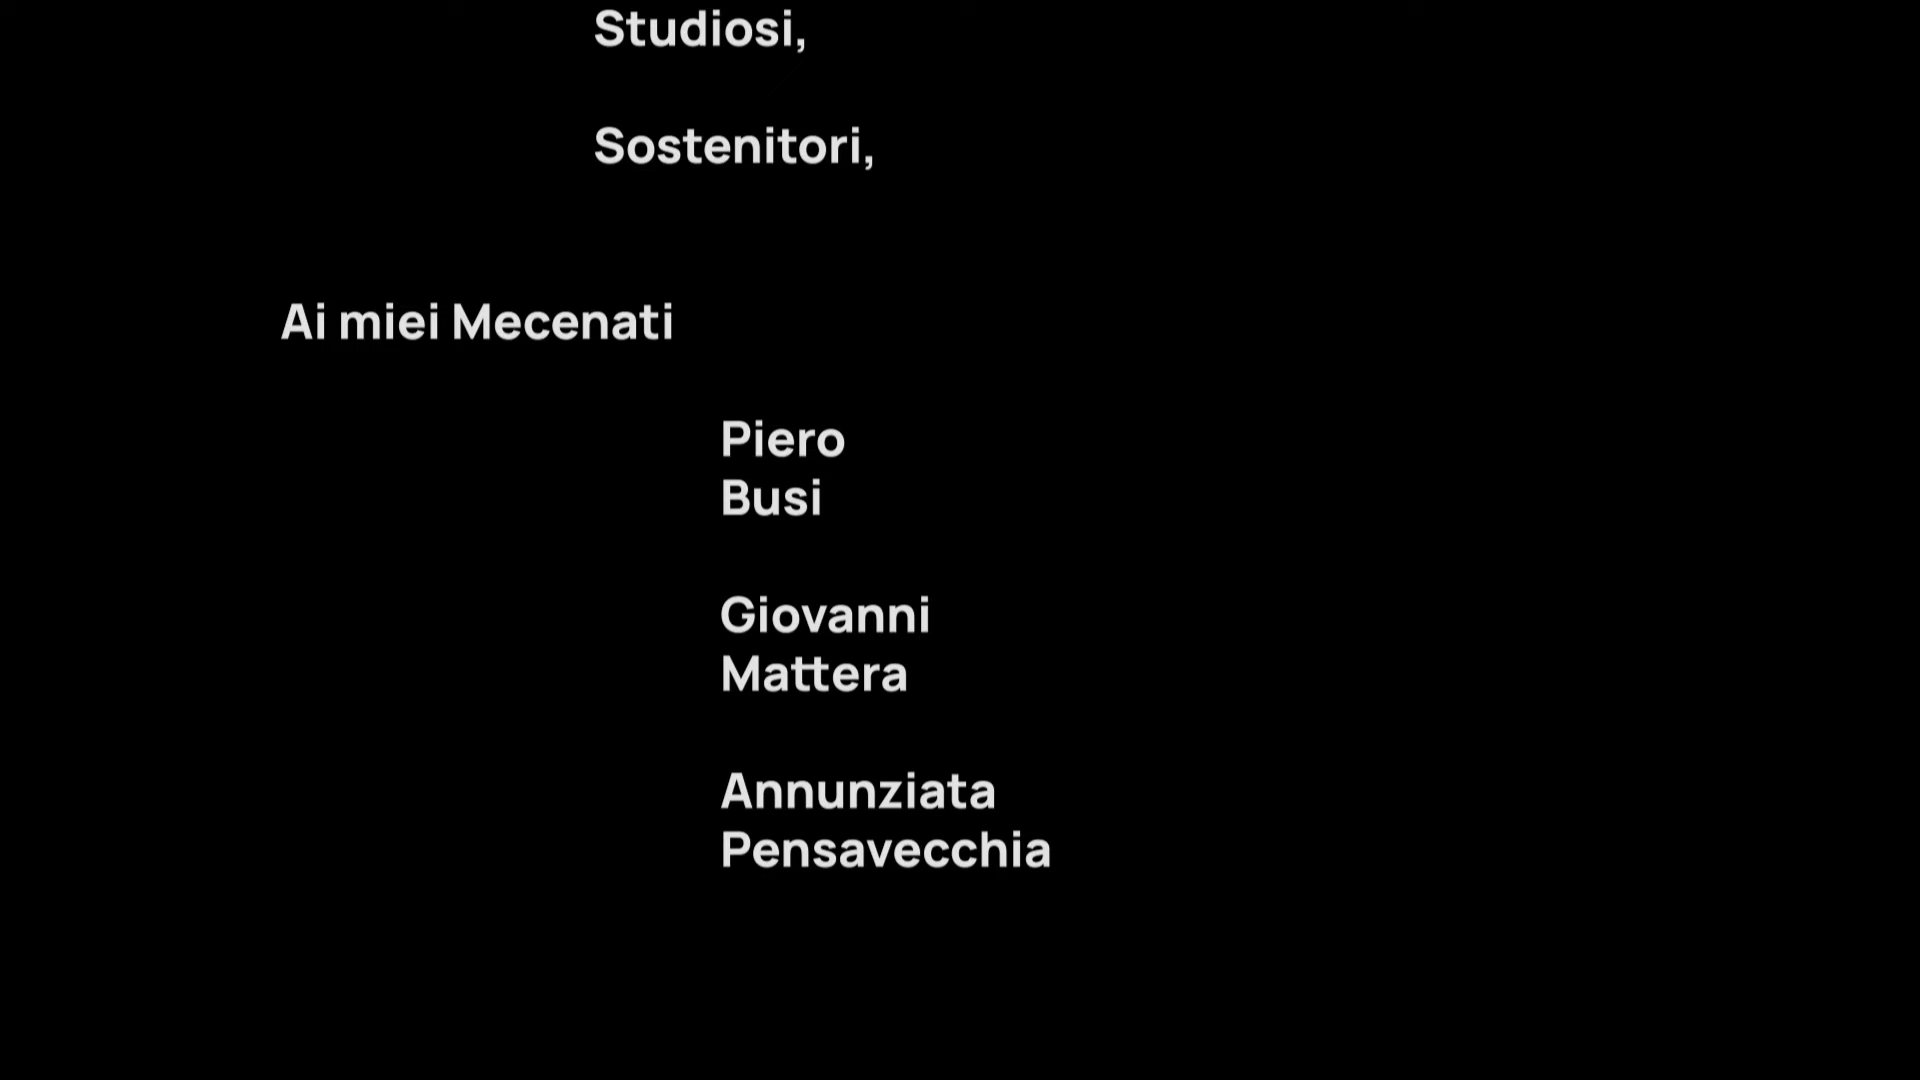 Studiosi,
Sostenitori,
Ai miei Mecenati
Piero
Busi
Giovanni
Mattera
Annunziata
Pensavecchia